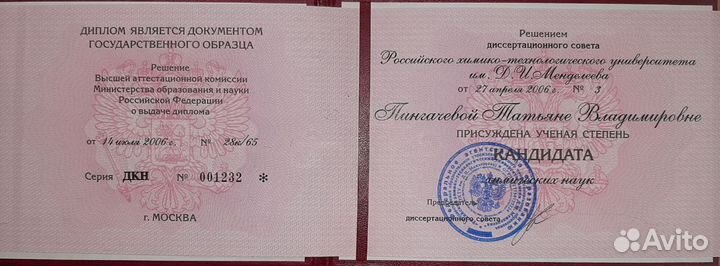 ДИПЛОМ ЯВЛЯЕТСЯ ДОКУМЕНТОМ
ГОСУДАРСТВЕННОГО ОБРАЗЦА
Решение
Высшей аттестационной комиссии
Министерства образования и науки
Российской Федерации
о выдаче диплома
от 14 июля 2006 г. № 28к/65
Серия ДКН № 001232 *
г. МОСКВА
Решением
диссертационного совета
Российского химико-технологического университета
им. Д.И.Менделеева
от 27 апреля 2006 г. № 3
Пингачевой Татьяне Владимировне
ПРИСУЖДЕНА УЧЕНАЯ СТЕПЕНЬ
КАНДИДАТА
химических наук
Председатель
диссертационного совета
Avito